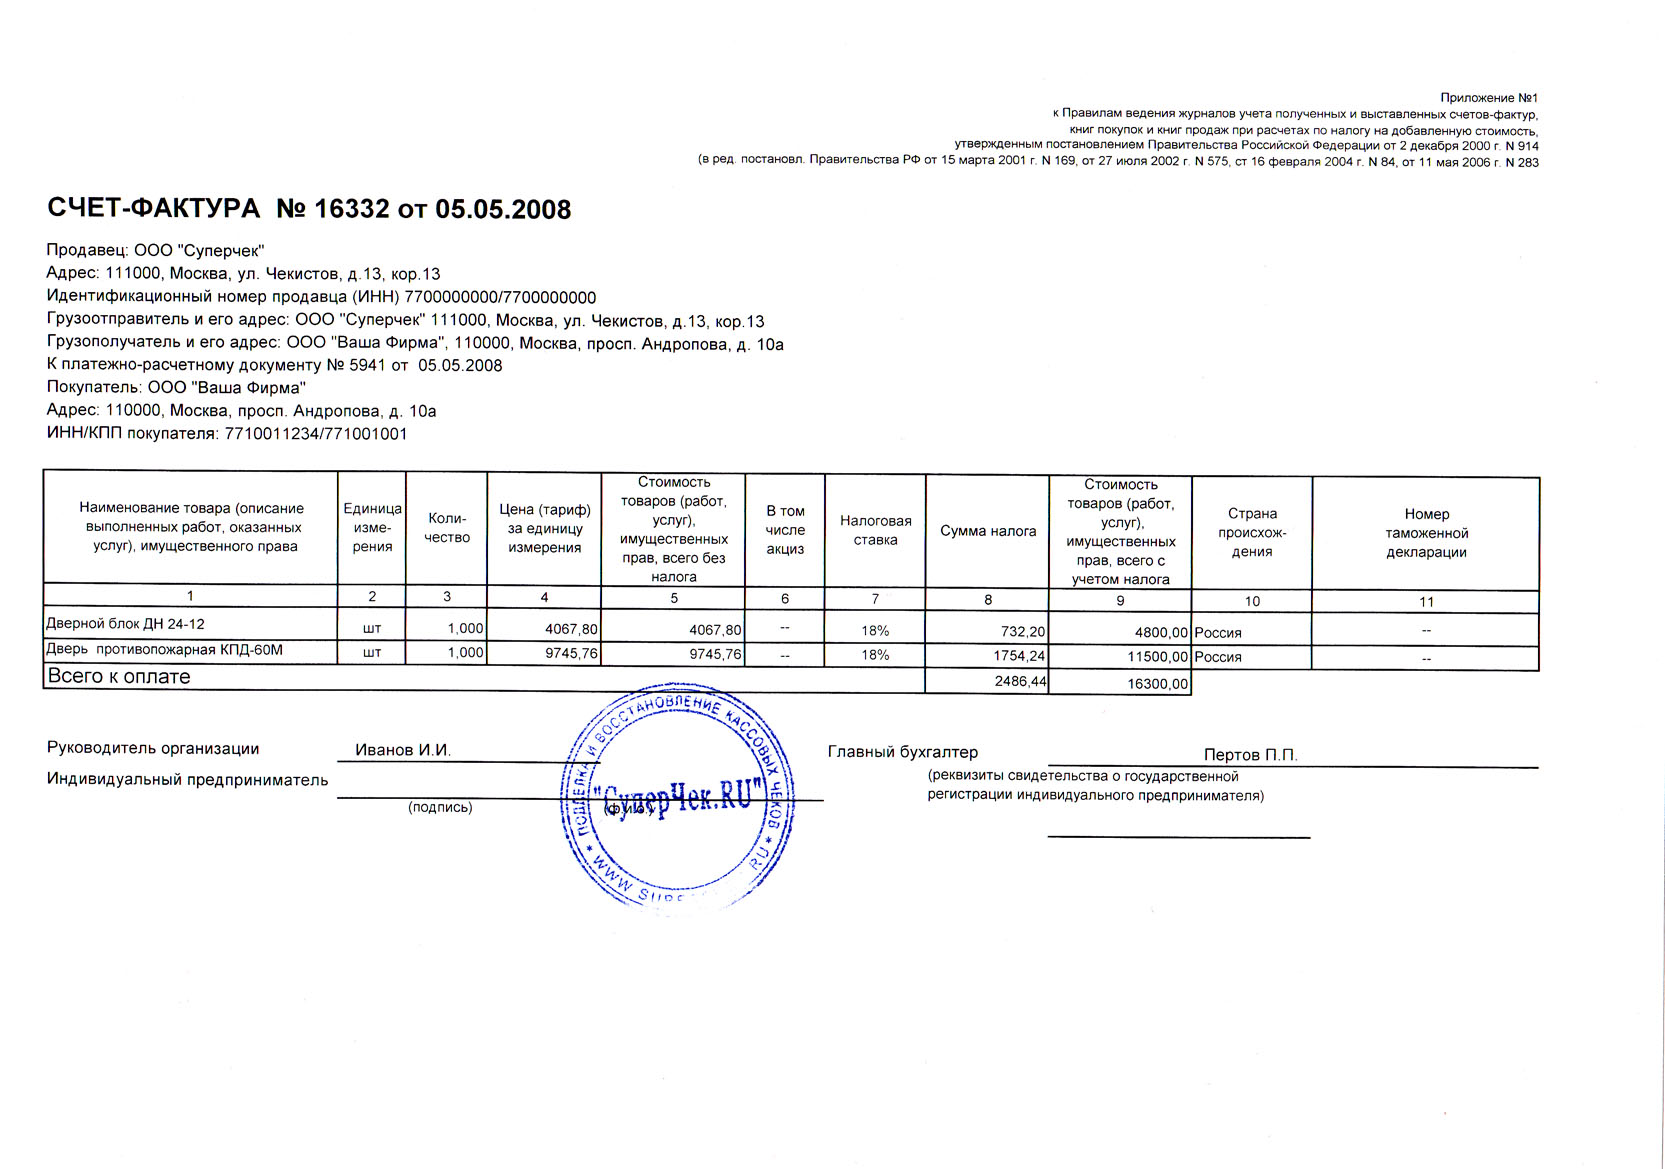 Приложение №1
к Правилам ведения журналов учета полученных и выставленных счетов-фактур,
книг покупок и книг продаж при расчетах по налогу на добавленную стоимость,
утвержденным постановлением Правительства Российской Федерации от 2 декабря 2000 г. N 914
(в ред. постановл. Правительства РФ от 15 марта 2001 г. N 169, от 27 июля 2002 г. N 575, ст 16 февраля 2004 г. N 84, от 11 мая 2006 г. N 283
СЧЕТ-ФАКТУРА № 16332 от 05.05.2008
Продавец: ООО "Суперчек"
Адрес: 111000, Москва, ул. Чекистов, д.13, кор.13
Идентификационный номер продавца (ИНН) 7700000000/7700000000
Грузоотправитель и его адрес: ООО "Суперчек" 111000, Москва, ул. Чекистов, д.13, кор.13
Грузополучатель и его адрес: ООО "Ваша Фирма", 110000, Москва, просп. Андропова, д. 10а
К платежно-расчетному документу № 5941 от 05.05.2008
Покупатель: ООО "Ваша Фирма"
Адрес: 110000, Москва, просп. Андропова, д. 10а
ИНН/КПП покупателя: 7710011234/771001001
Наименование товара (описание
выполненных работ, оказанных
услуг), имущественного права
Единица
изме-
рения
Коли-
чество
Цена (тариф)
за единицу
измерения
Стоимость
товаров (работ,
услуг),
имущественных
прав, всего без
налога
В том
числе
акциз
Налоговая
ставка
Сумма налога
Стоимость
товаров (работ,
услуг),
имущественных
прав, всего с
учетом налога
Страна
происхож-
дения
Номер
таможенной
декларации
1 2 3 4 5 6 7 8 9 10 11
Дверной блок ДН 24-12 шт 1,000 4067,80 4067,80 -- 18% 732,20 4800,00 Россия --
Дверь противопожарная КПД-60М шт 1,000 9745,76 9745,76 -- 18% 1754,24 11500,00 Россия --
Всего к оплате 2486,44 16300,00
Руководитель организации Иванов И.И. Главный бухгалтер Пертов П.П.
Индивидуальный предприниматель
(подпись) (ф.и.о.)
(реквизиты свидетельства о государственной
регистрации индивидуального предпринимателя)
* ПОДДЕЛКА И ВОССТАНОВЛЕНИЕ КАССОВЫХ ЧЕКОВ *
"СуперЧек.RU"
WWW RU